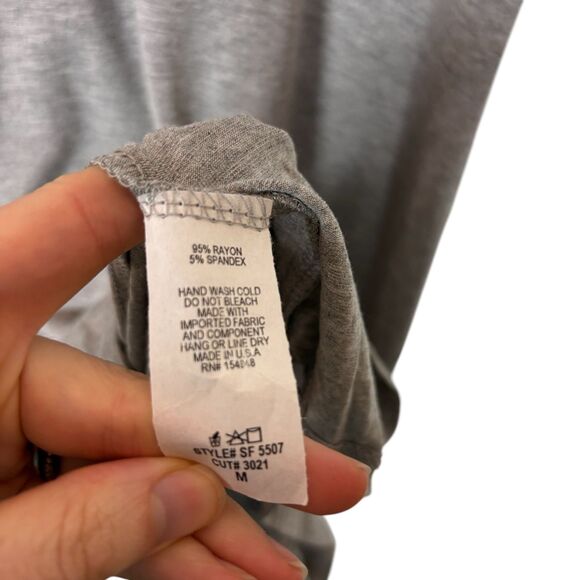 95% RAYON
5% SPANDEX
HAND WASH COLD
DO NOT BLEACH
MADE WITH
IMPORTED FABRIC
AND COMPONENT
HANG OR LINE DRY
MADE IN U.S.A
RN#
STYLE# SF 5507
CUT# 3021
M